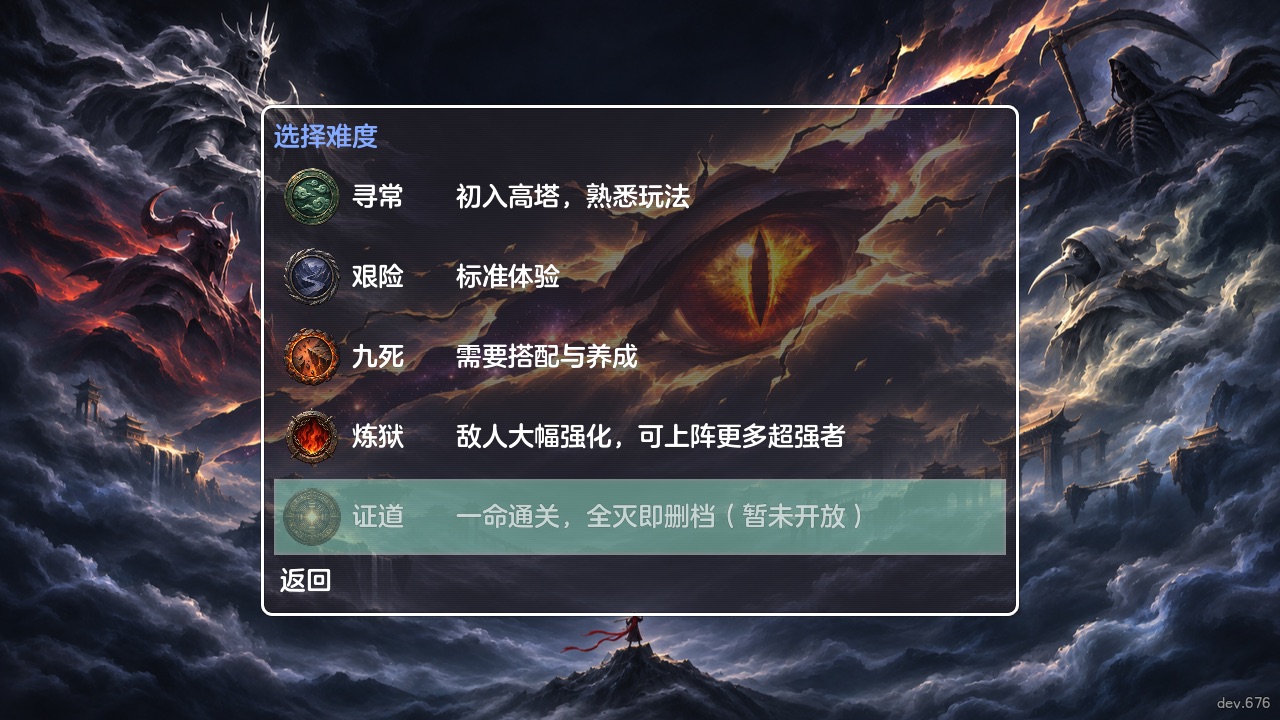 选择难度
寻常 初入高塔，熟悉玩法
艰险 标准体验
九死 需要搭配与养成
炼狱 敌人大幅强化，可上阵更多超强者
证道 一命通关，全灭即删档（暂未开放）
返回
dev.676